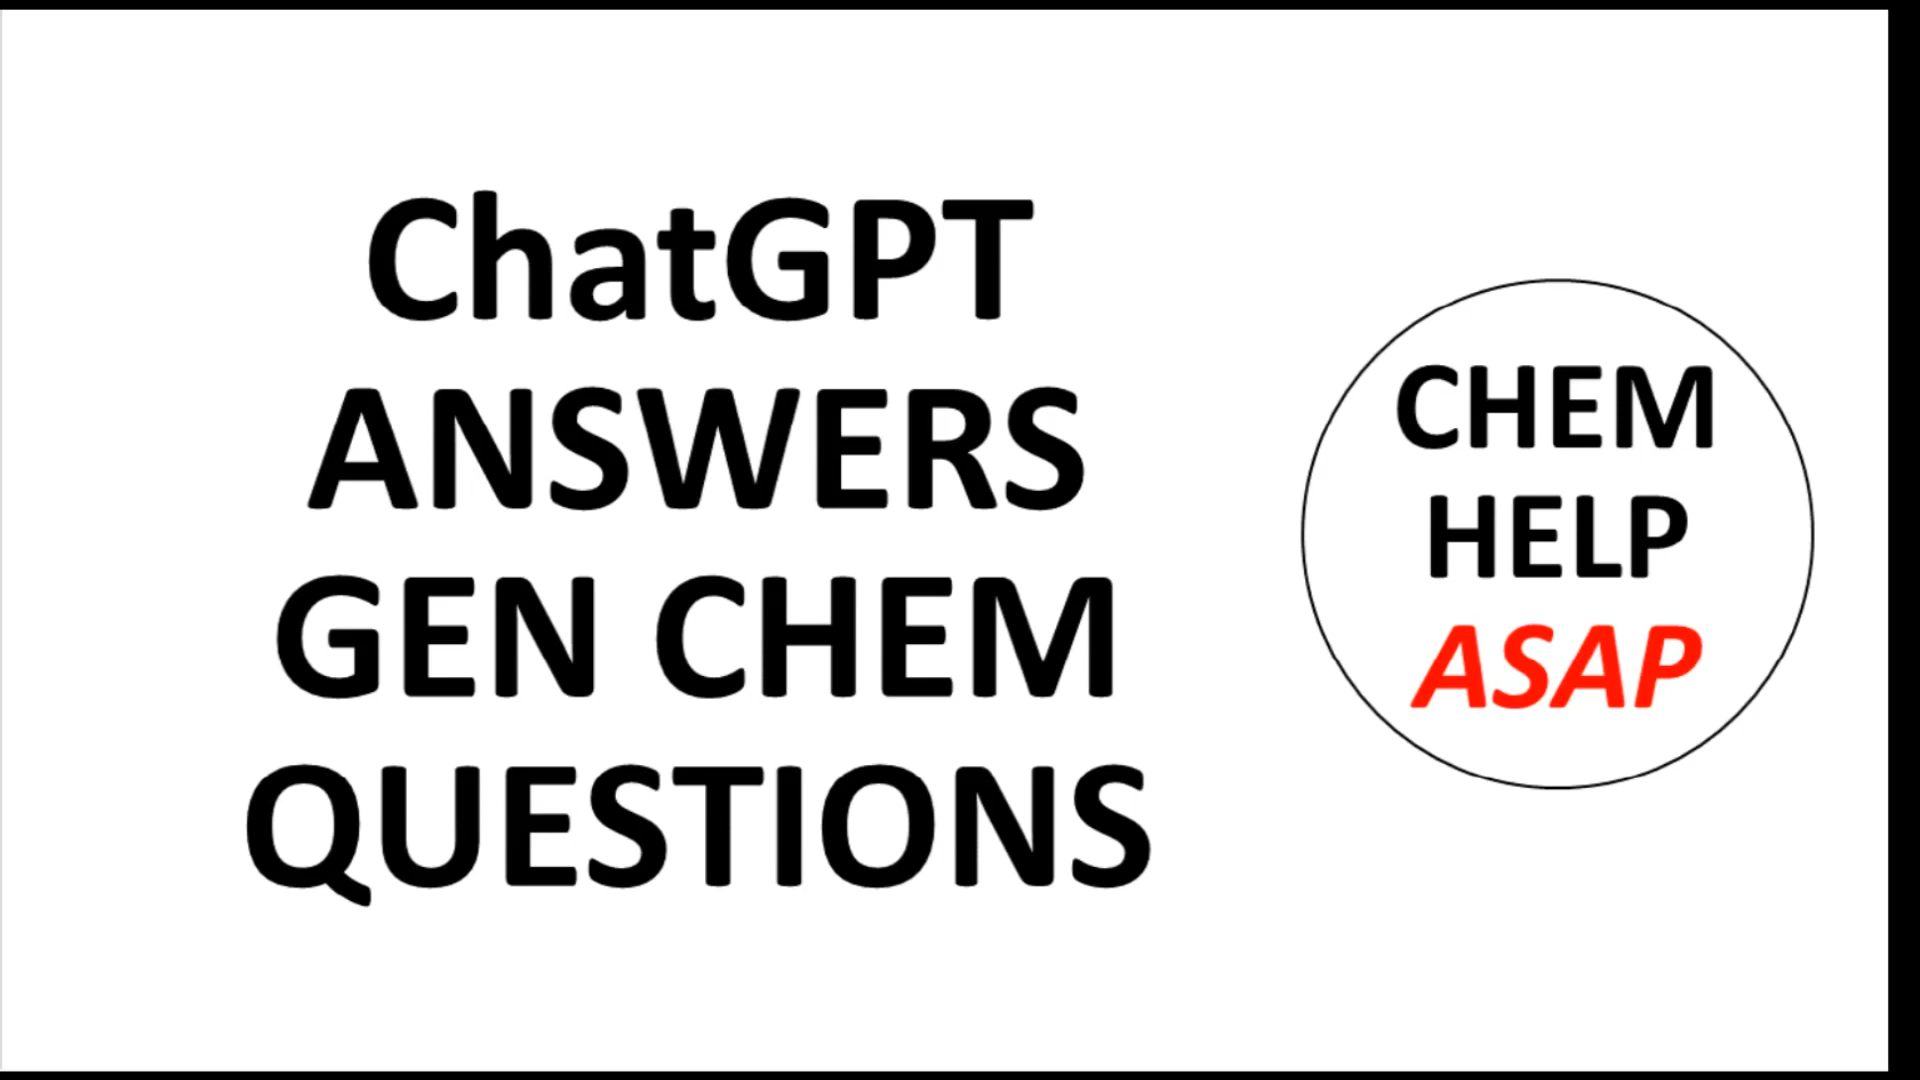 ChatGPT
ANSWERS
GEN CHEM
QUESTIONS
CHEM
HELP
ASAP